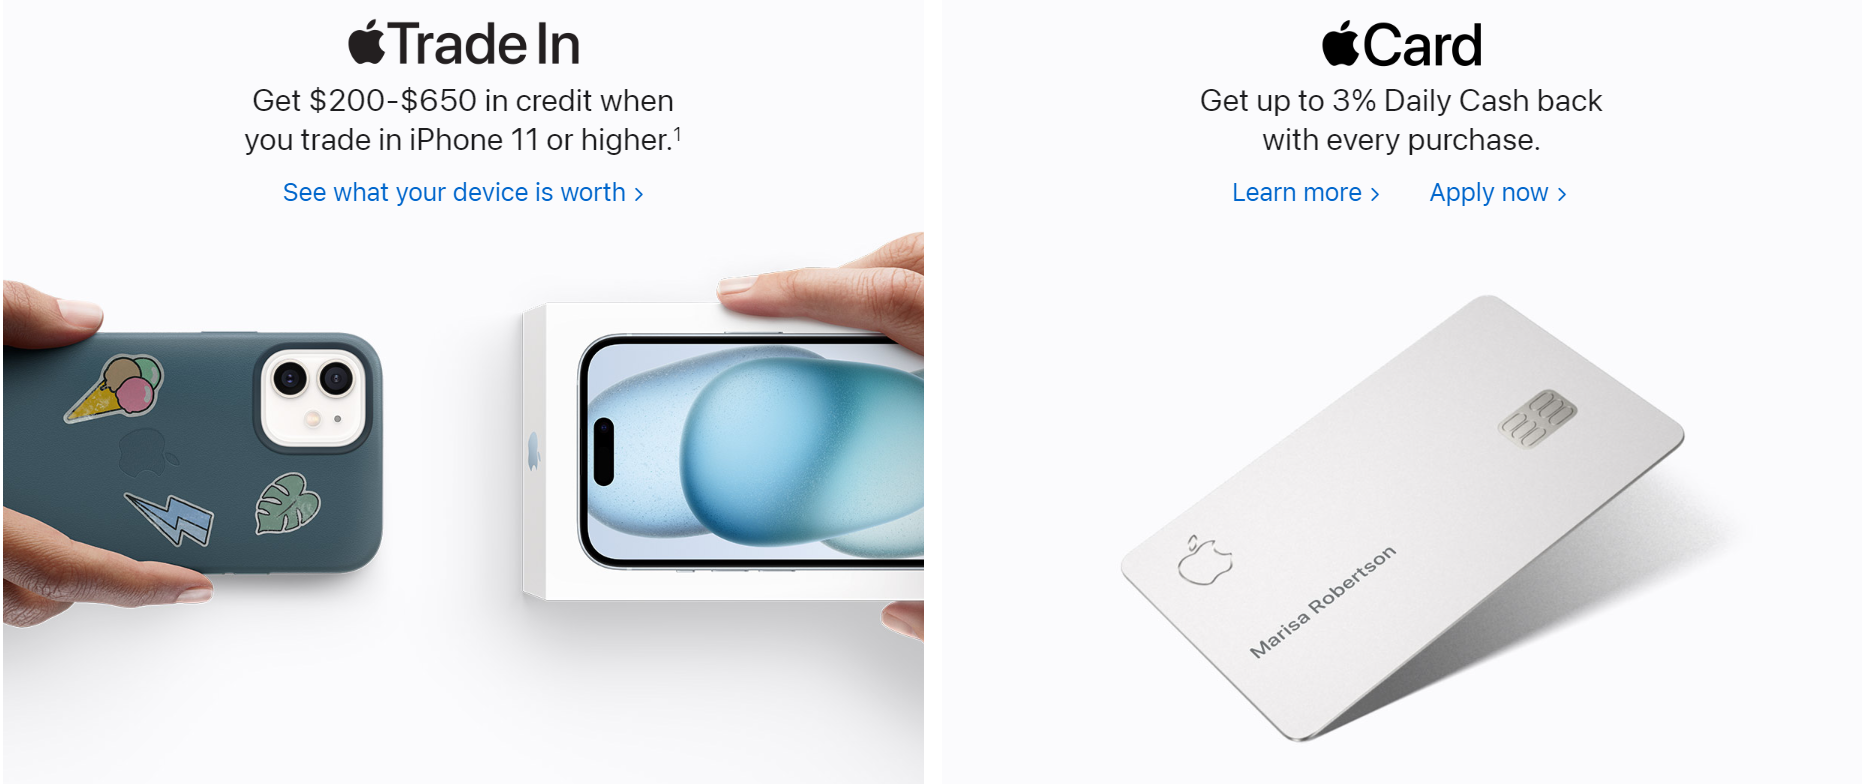 Trade In
Get $200-$650 in credit when
you trade in iPhone 11 or higher.¹
See what your device is worth >
Card
Get up to 3% Daily Cash back
with every purchase.
Learn more >
Apply now >
Marisa Robertson